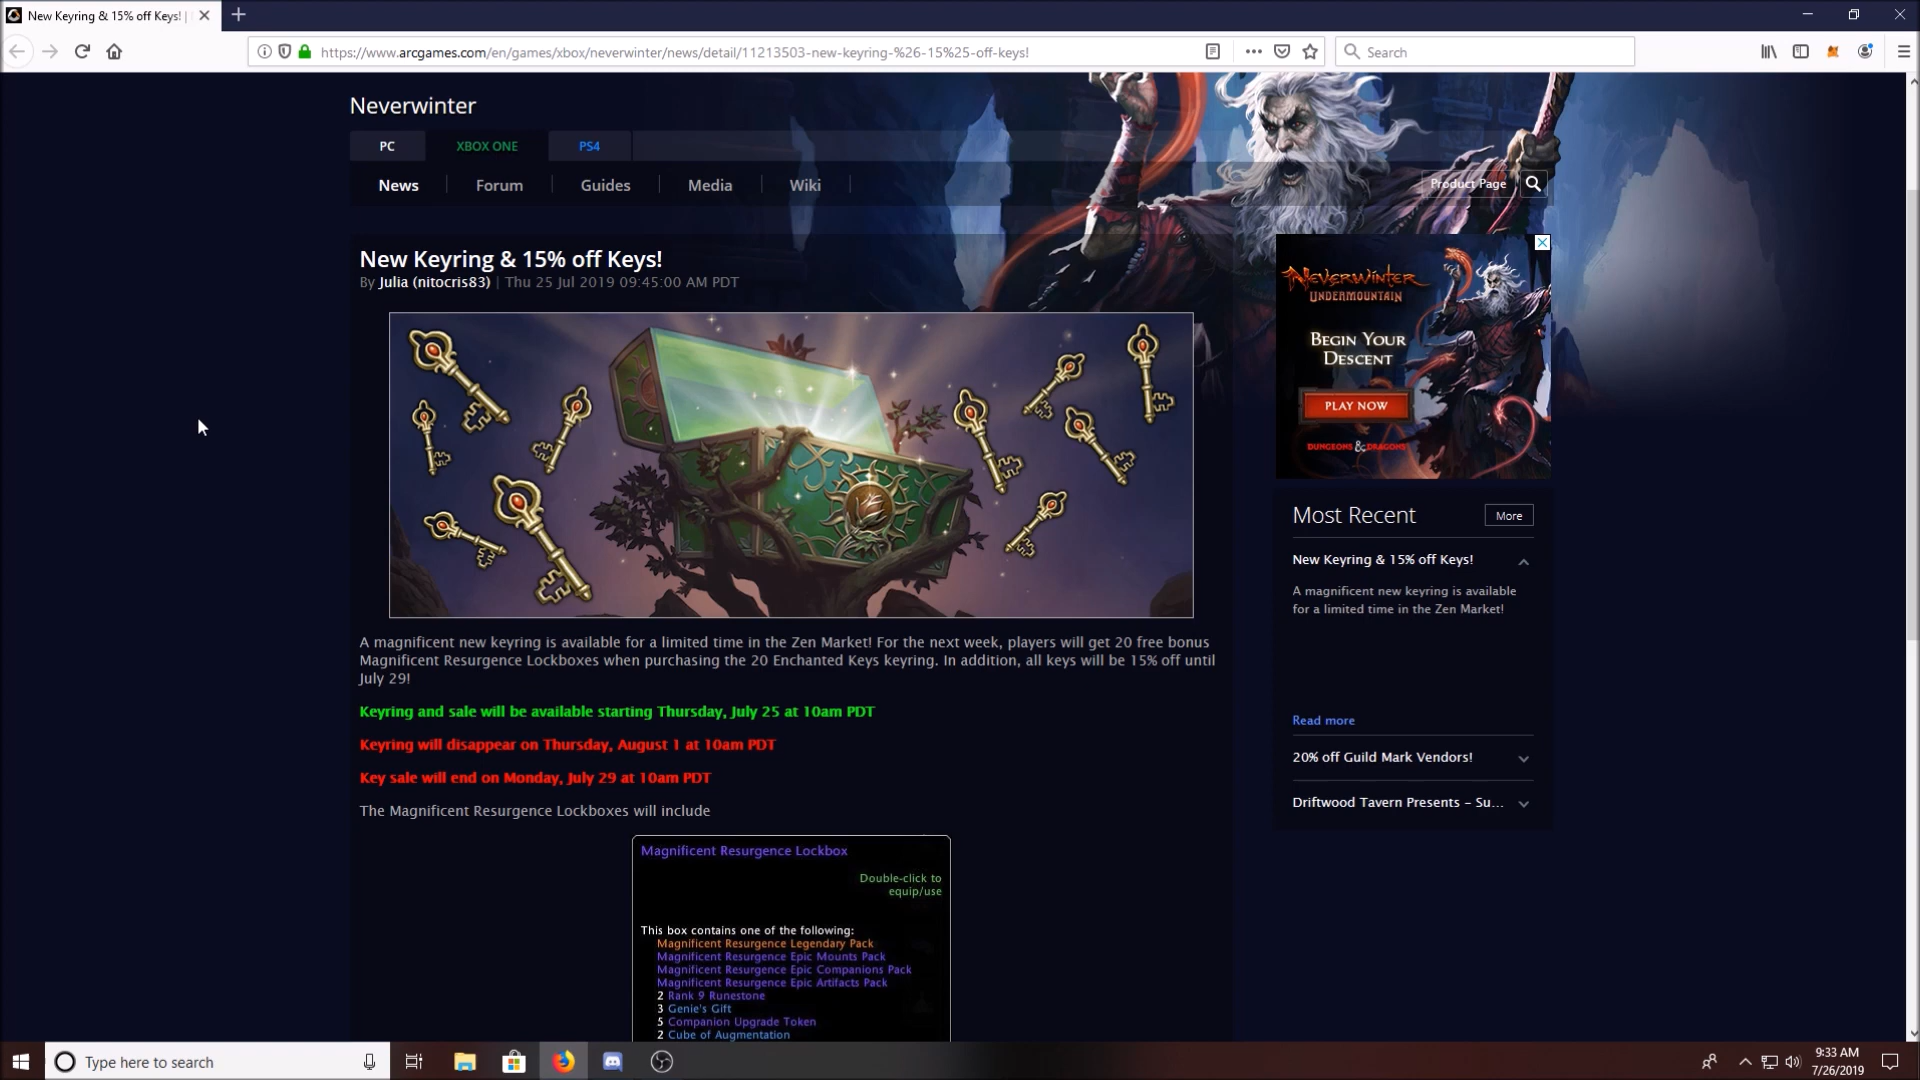 New Keyring & 15% off Keys! |
https://www.arcgames.com/en/games/xbox/neverwinter/news/detail/11213503-new-keyring-%26-15%25-off-keys!
Search
Neverwinter
PC
XBOX ONE
PS4
News
Forum
Guides
Media
Wiki
Product Page
New Keyring & 15% off Keys!
By Julia (nitocris83) | Thu 25 Jul 2019 09:45:00 AM PDT
A magnificent new keyring is available for a limited time in the Zen Market! For the next week, players will get 20 free bonus
Magnificent Resurgence Lockboxes when purchasing the 20 Enchanted Keys keyring. In addition, all keys will be 15% off until
July 29!
Keyring and sale will be available starting Thursday, July 25 at 10am PDT
Keyring will disappear on Thursday, August 1 at 10am PDT
Key sale will end on Monday, July 29 at 10am PDT
The Magnificent Resurgence Lockboxes will include
Magnificent Resurgence Lockbox
Double-click to
equip/use
This box contains one of the following:
Magnificent Resurgence Legendary Pack
Magnificent Resurgence Epic Mounts Pack
Magnificent Resurgence Epic Companions Pack
Magnificent Resurgence Epic Artifacts Pack
2 Rank 9 Runestone
3 Genie's Gift
5 Companion Upgrade Token
2 Cube of Augmentation
NEVERWINTER
UNDERMOUNTAIN
BEGIN YOUR
DESCENT
PLAY NOW
DUNGEONS & DRAGONS
Most Recent
More
New Keyring & 15% off Keys!
A magnificent new keyring is available
for a limited time in the Zen Market!
Read more
20% off Guild Mark Vendors!
Driftwood Tavern Presents – Su...
Type here to search
9:33 AM
7/26/2019